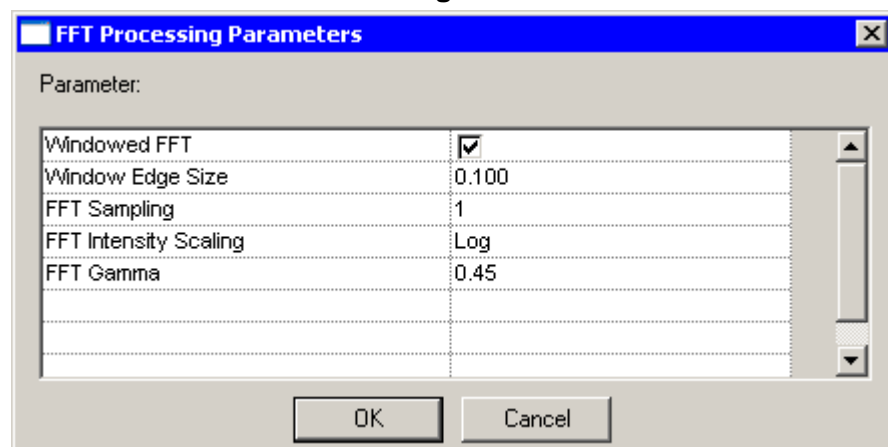 FFT Processing Parameters
Parameter:
Windowed FFT
Window Edge Size 0.100
FFT Sampling 1
FFT Intensity Scaling Log
FFT Gamma 0.45
OK Cancel